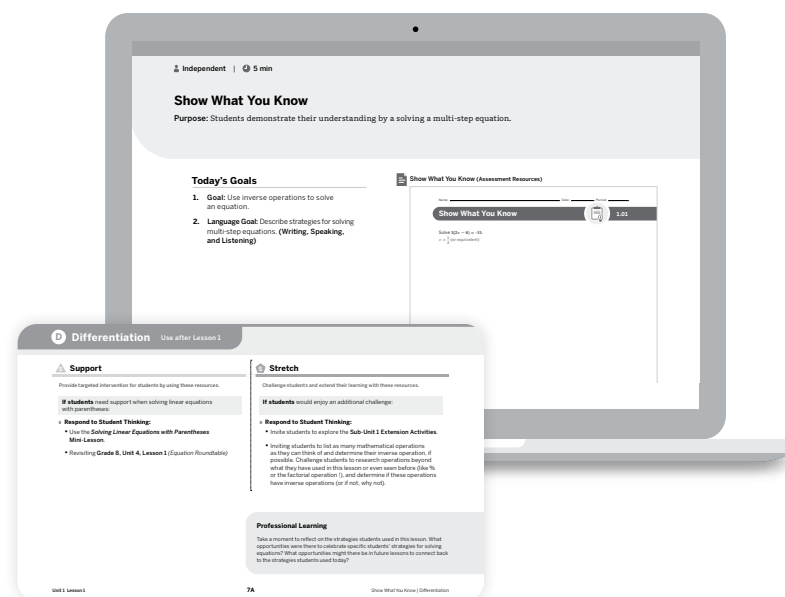 Independent | 5 min
Show What You Know
Purpose: Students demonstrate their understanding by a solving a multi-step equation.
Today's Goals
1. Goal: Use inverse operations to solve
an equation.
2. Language Goal: Describe strategies for solving
multi-step equations. (Writing, Speaking,
and Listening)
Show What You Know (Assessment Resources)
Name: Date: Period:
Show What You Know 1.01
(or equivalent)
D Differentiation Use after Lesson 1
Support
Provide targeted intervention for students by using these resources.
If students need support when solving linear equations
with parentheses:
» Respond to Student Thinking:
• Use the Solving Linear Equations with Parentheses
Mini-Lesson.
• Revisiting Grade 8, Unit 4, Lesson 1 (Equation Roundtable)
Stretch
Challenge students and extend their learning with these resources.
If students would enjoy an additional challenge:
» Respond to Student Thinking:
• Invite students to explore the Sub-Unit 1 Extension Activities.
• Inviting students to list as many mathematical operations
as they can think of and determine their inverse operation, if
possible. Challenge students to research operations beyond
what they have used in this lesson or even seen before (like %
or the factorial operation !), and determine if these operations
have inverse operations (or if not, why not).
Professional Learning
Take a moment to reflect on the strategies students used in this lesson. What
opportunities were there to celebrate specific students' strategies for solving
equations? What opportunities might there be in future lessons to connect back
to the strategies students used today?
Unit 1 Lesson 1
7A
Show What You Know | Differentiation